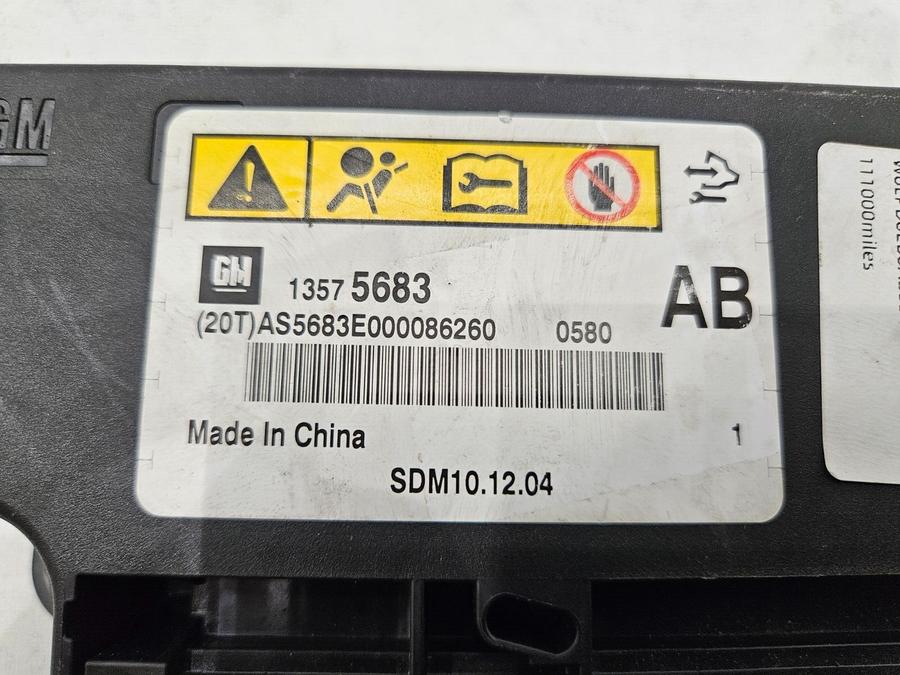 GM
GM
1357 5683
AB
(20T)AS5683E000086260 0580
Made In China
1
SDM10.12.04
111000miles